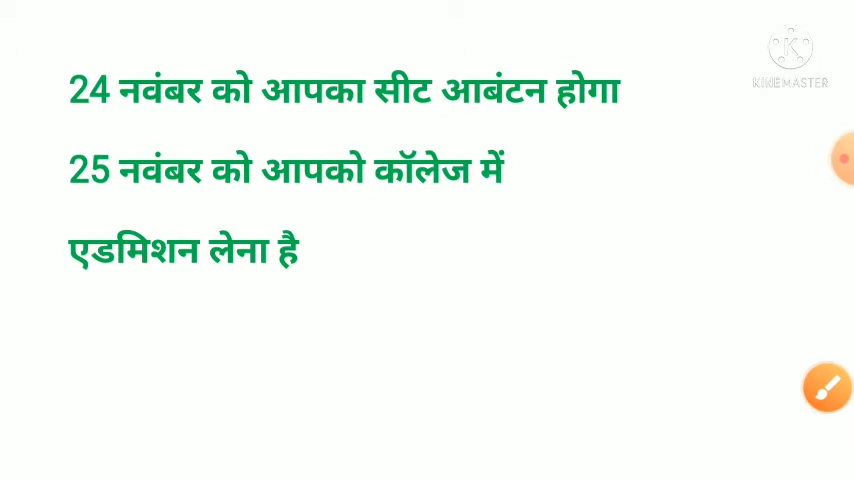 24 नवंबर को आपका सीट आबंटन होगा
25 नवंबर को आपको कॉलेज में
एडमिशन लेना है
K
KINEMASTER